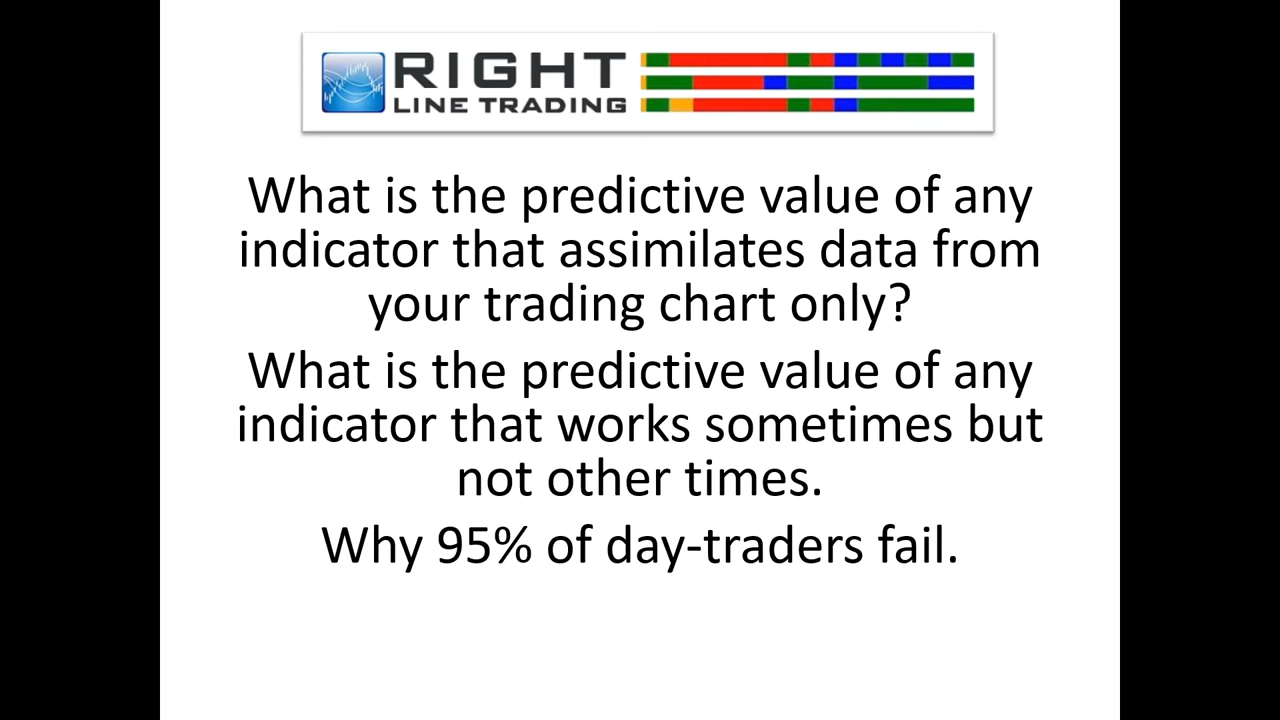 RIGHT
LINE TRADING
What is the predictive value of any
indicator that assimilates data from
your trading chart only?
What is the predictive value of any
indicator that works sometimes but
not other times.
Why 95% of day-traders fail.